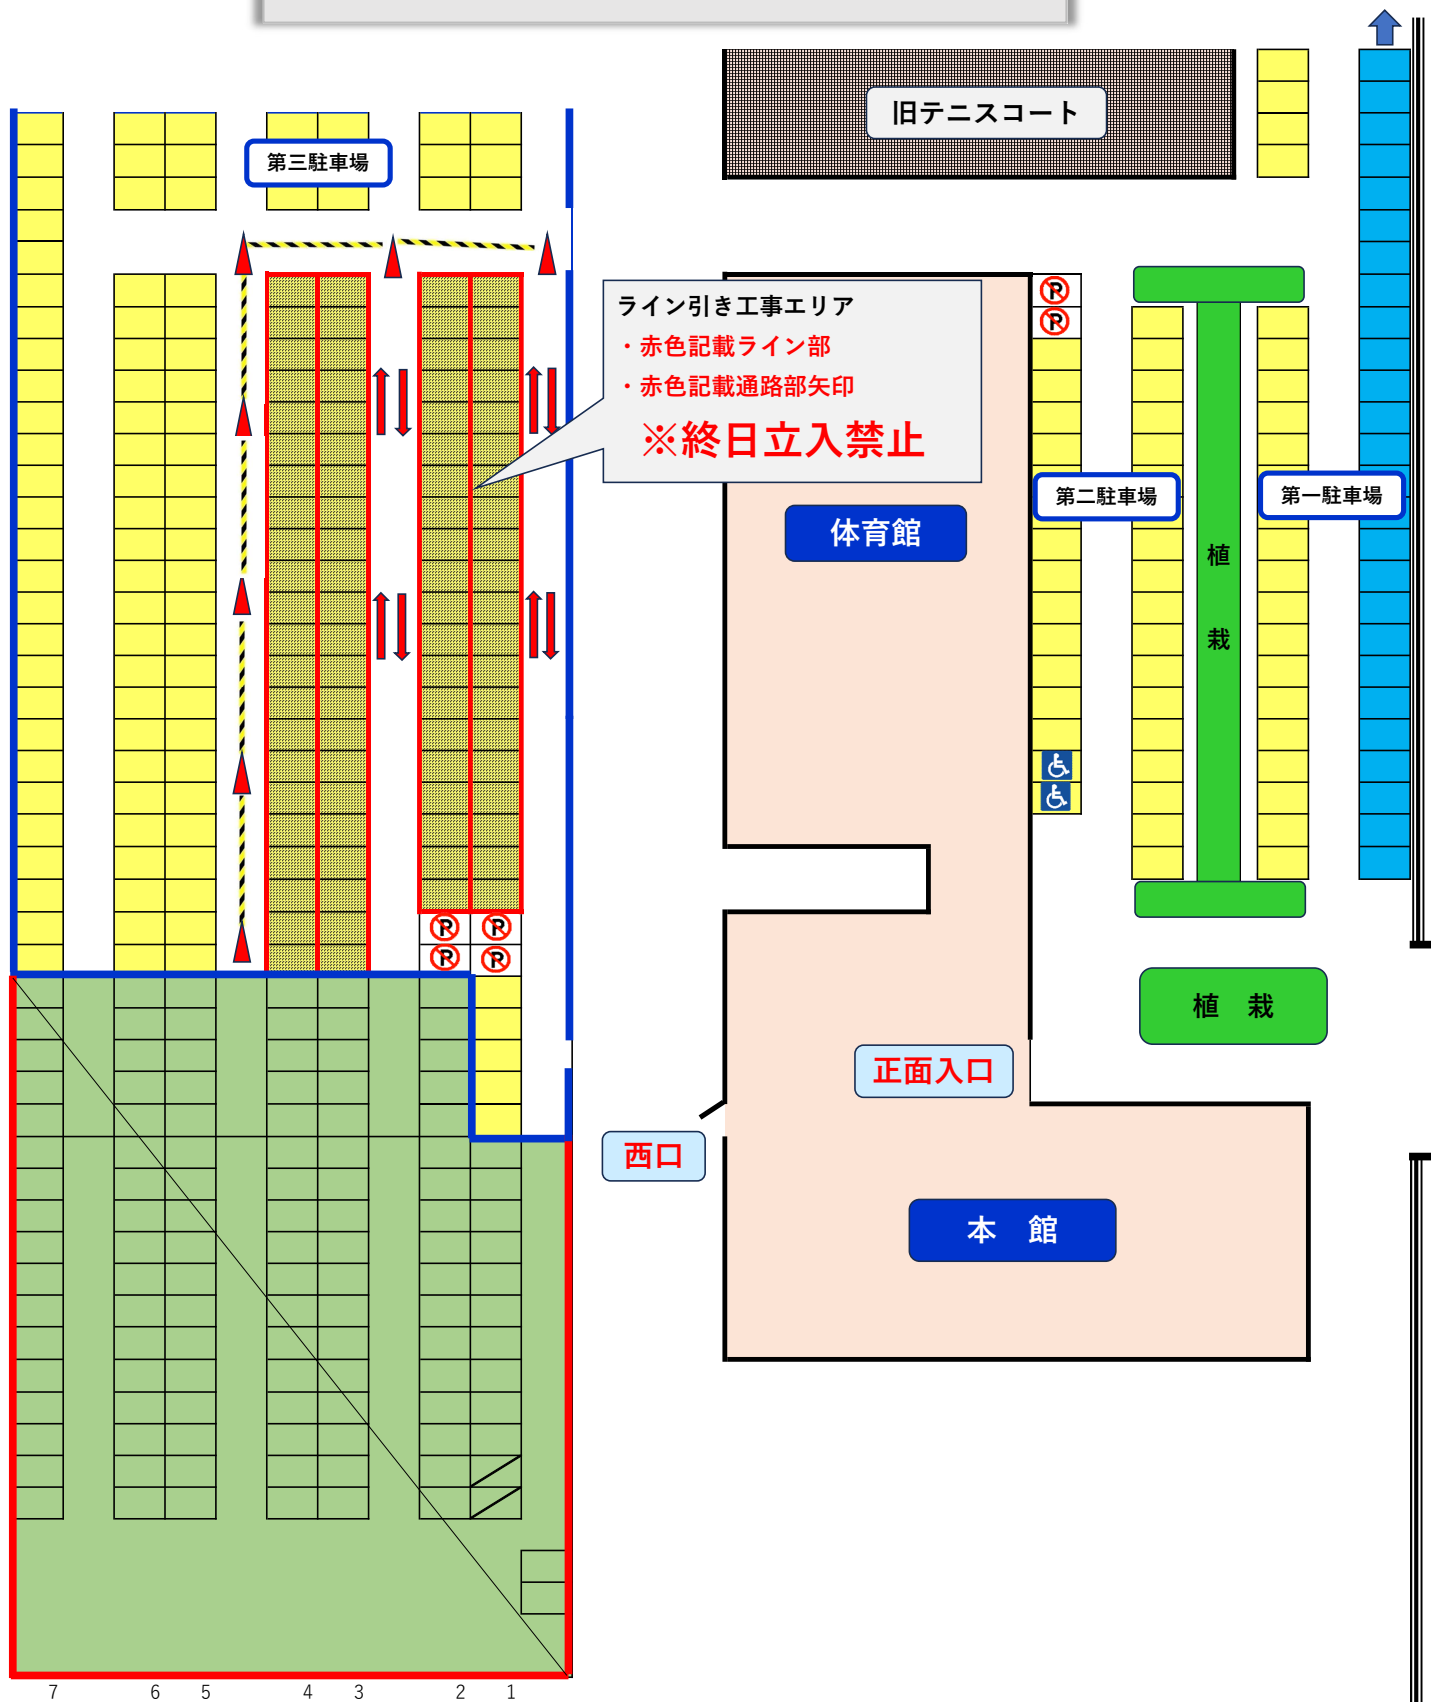 旧テニスコート
第三駐車場
ライン引き工事エリア
・赤色記載ライン部
・赤色記載通路部矢印
※終日立入禁止
P
P
体育館
第二駐車場
第一駐車場
植
栽
P
P
P
P
植 栽
正面入口
西口
本 館
7 6 5 4 3 2 1